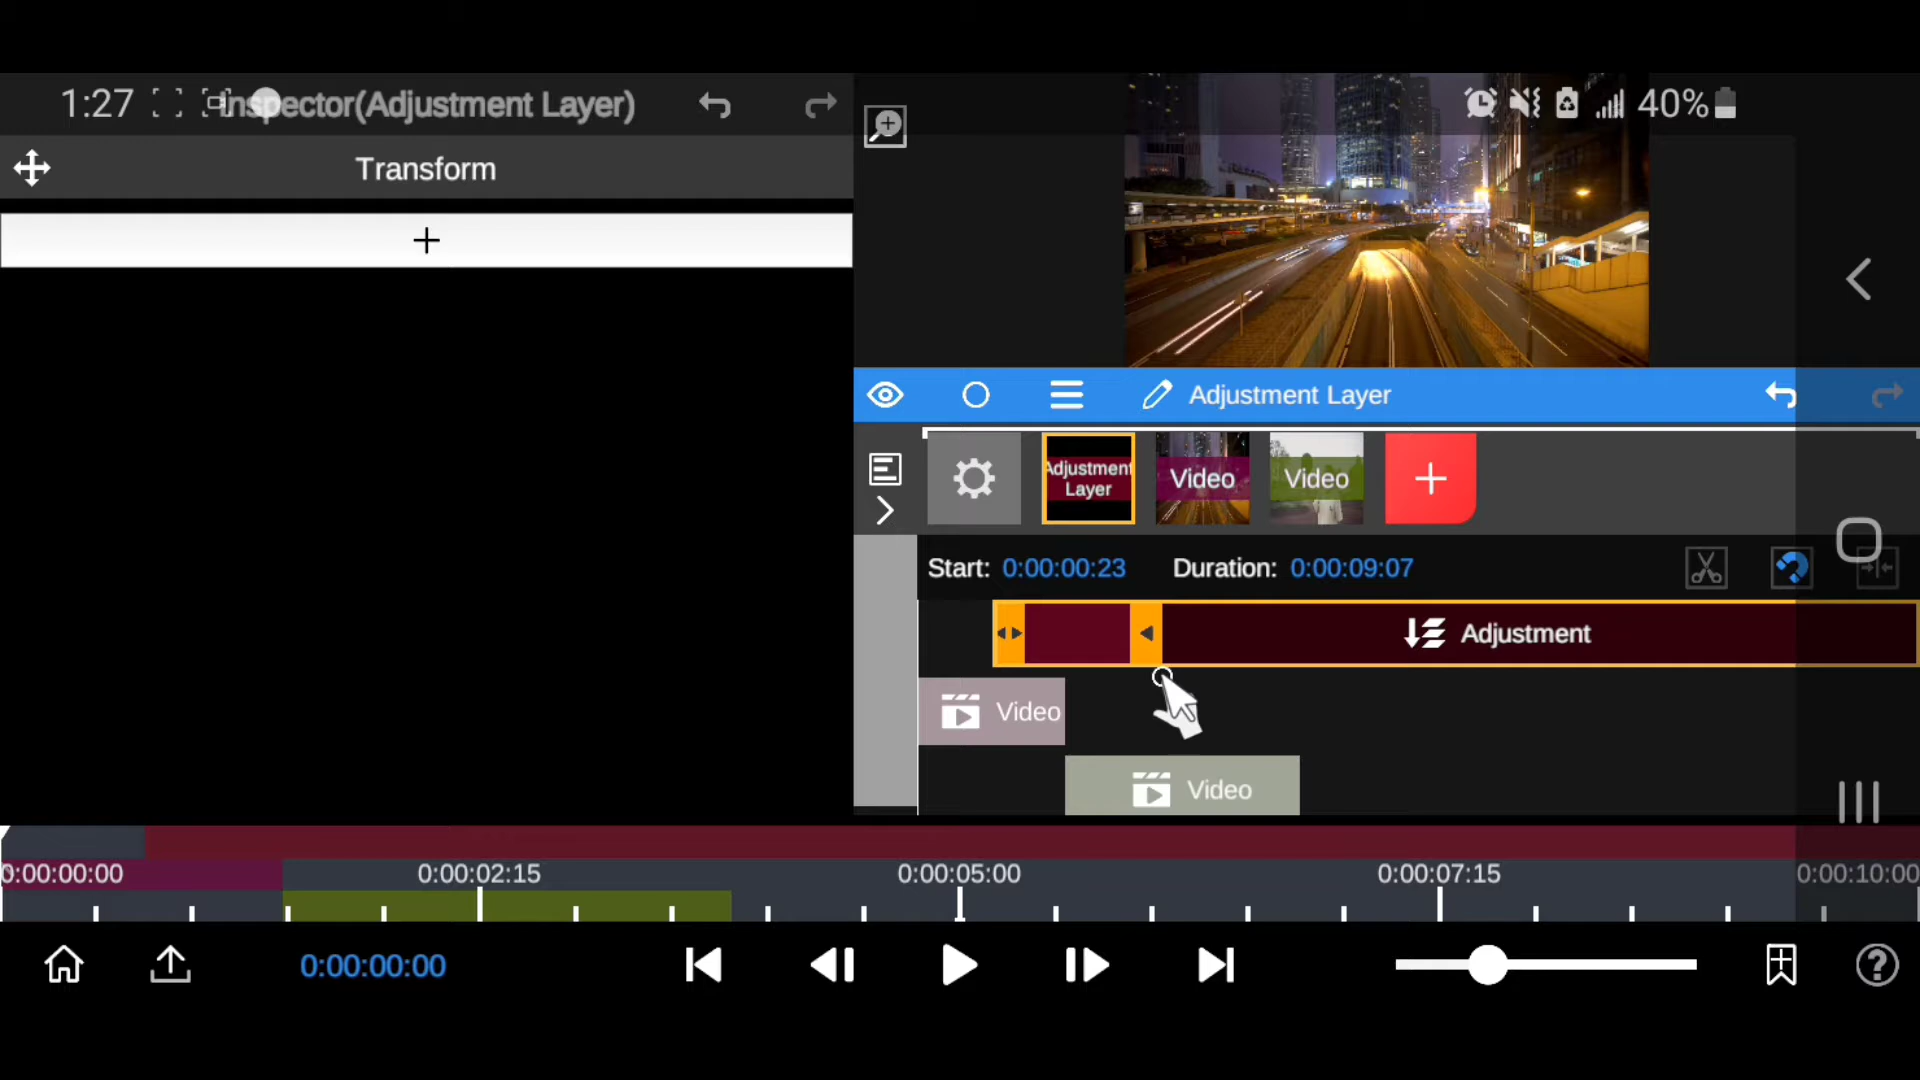 1:27
Inspector(Adjustment Layer)
40%
Transform
Adjustment Layer
Adjustment
Layer
Video
Video
Start: 0:00:00:23
Duration: 0:00:09:07
Adjustment
Video
Video
0:00:00:00
0:00:02:15
0:00:05:00
0:00:07:15
0:00:10:00
0:00:00:00